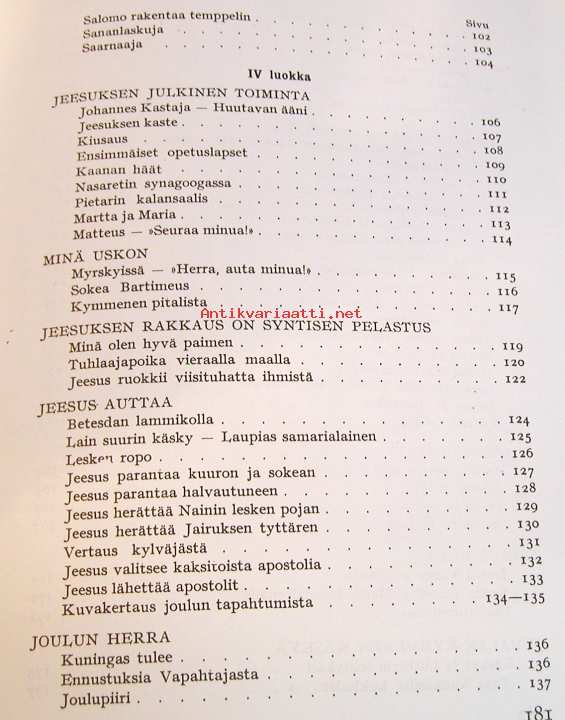 Sivu
Salomo rakentaa temppelin . . . . . . . . . . . . 102
Sananlaskuja . . . . . . . . . . . . 103
Saarnaaja . . . . . . . . . . . . 104
IV luokka
JEESUKSEN JULKINEN TOIMINTA
Johannes Kastaja — Huutavan ääni . . . . . . . . 106
Jeesuksen kaste . . . . . . . . . . . . 107
Kiusaus . . . . . . . . . . . . 108
Ensimmäiset opetuslapset . . . . . . . . . . 109
Kaanan häät . . . . . . . . . . . . 110
Nasaretin synagoogassa . . . . . . . . . . 111
Pietarin kalansaalis . . . . . . . . . . 112
Martta ja Maria . . . . . . . . . . . . 113
Matteus — »Seuraa minua!» . . . . . . . . . . 114
MINÄ USKON
Myrskyissä — »Herra, auta minua!» . . . . . . . . 115
Sokea Bartimeus . . . . . . . . . . . . 116
Kymmenen pitalista . . . . . . . . . . 117
Antikvariaatti.net
JEESUKSEN RAKKAUS ON SYNTISEN PELASTUS
Minä olen hyvä paimen . . . . . . . . . . 119
Tuhlaajapoika vieraalla maalla . . . . . . . . 120
Jeesus ruokkii viisituhatta ihmistä . . . . . . . . 122
JEESUS AUTTAA
Betesdan lammikolla . . . . . . . . . . 124
Lain suurin käsky — Laupias samarialainen . . . . . . 125
Lesken ropo . . . . . . . . . . . . 126
Jeesus parantaa kuuron ja sokean . . . . . . . . 127
Jeesus parantaa halvautuneen . . . . . . . . 128
Jeesus herättää Nainin lesken pojan . . . . . . . . 129
Jeesus herättää Jairuksen tyttären . . . . . . . . 130
Vertaus kylväjästä . . . . . . . . . . 131
Jeesus valitsee kaksitoista apostolia . . . . . . . . 132
Jeesus lähettää apostolit . . . . . . . . . . 133
Kuvakertaus joulun tapahtumista . . . . . . . . 134—135
JOULUN HERRA
Kuningas tulee . . . . . . . . . . . . 136
Ennustuksia Vapahtajasta . . . . . . . . . . 136
Joulupiiri . . . . . . . . . . . . 137
181